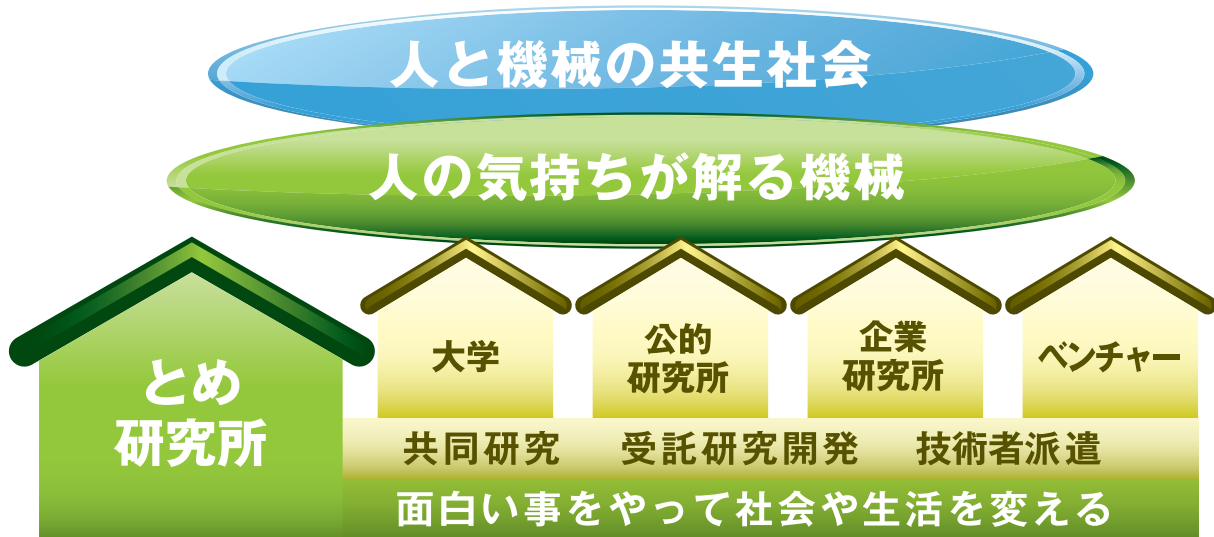 人と機械の共生社会
人の気持ちが解る機械
とめ
研究所
大学
公的
研究所
企業
研究所
ベンチャー
共同研究 受託研究開発 技術者派遣
面白い事をやって社会や生活を変える